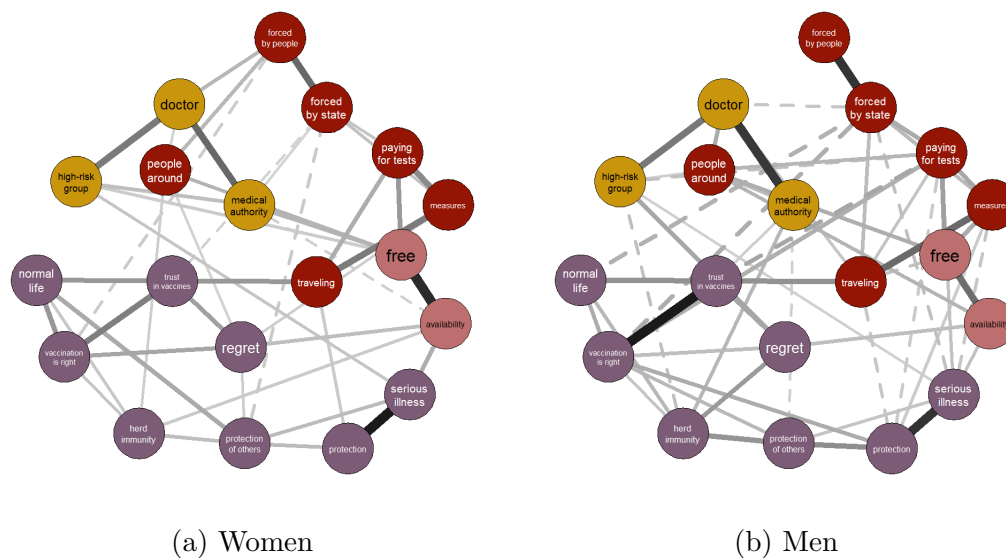 forced
by people
doctor
forced
by state
paying
for tests
people
around
high-risk
group
medical
authority
measures
free
normal
life
trust
in vaccines
traveling
availability
vaccination
is right
regret
serious
illness
herd
immunity
protection
of others
protection
(a) Women
forced
by people
doctor
forced
by state
paying
for tests
people
around
high-risk
group
medical
authority
measures
free
normal
life
trust
in vaccines
traveling
availability
vaccination
is right
regret
serious
illness
herd
immunity
protection
of others
protection
(b) Men